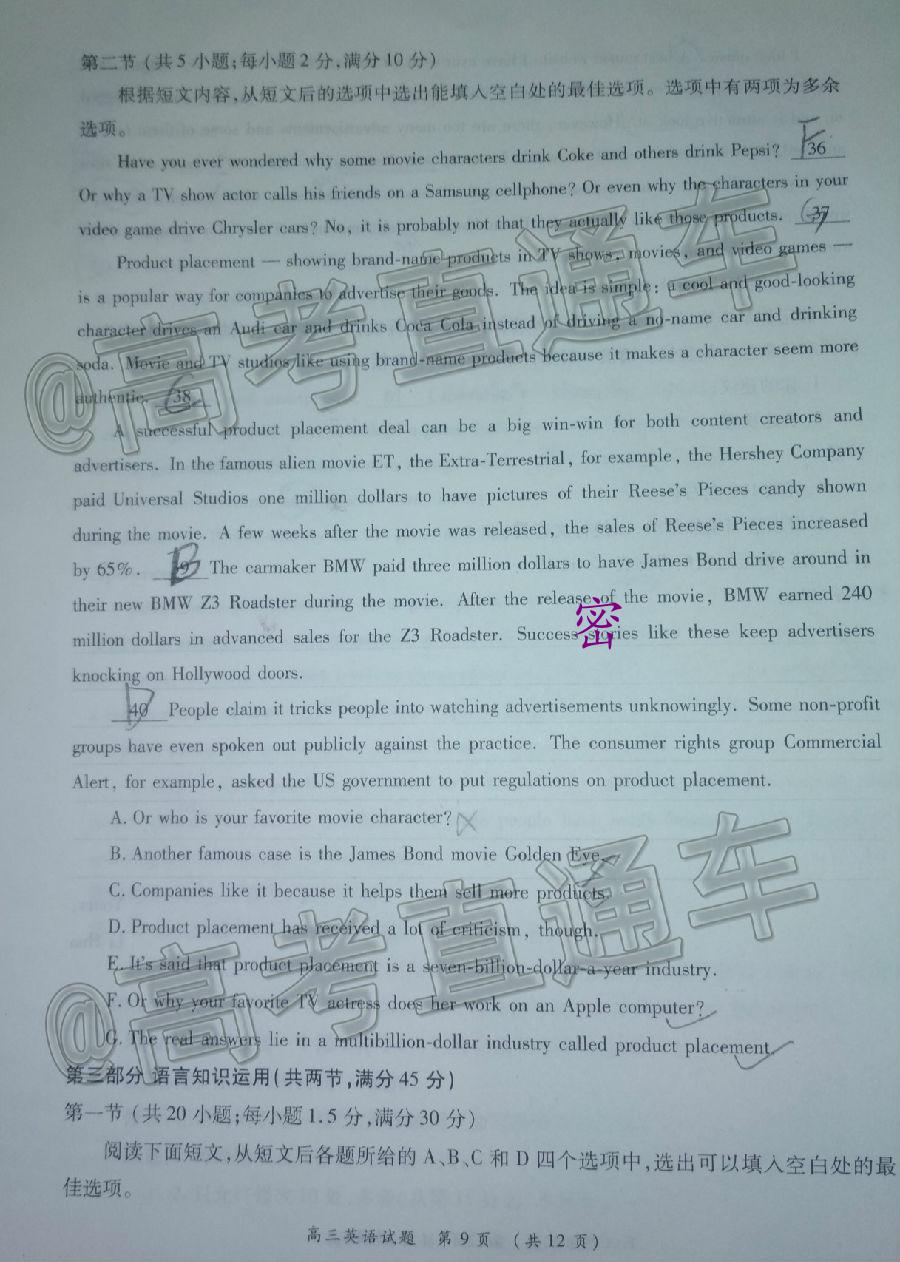 第二节 (共5小题;每小题2分,满分10分)
根据短文内容,从短文后的选项中选出能填入空白处的最佳选项。选项中有两项为多余
选项。
Have you ever wondered why some movie characters drink Coke and others drink Pepsi? F 36
Or why a TV show actor calls his friends on a Samsung cellphone? Or even why the characters in your
video game drive Chrysler cars? No, it is probably not that they actually like those products. G 37
Product placement — showing brand-name products in TV shows, movies, and video games —
is a popular way for companies to advertise their goods. The idea is simple: a cool and good-looking
character drives an Audi car and drinks Coca Cola instead of driving a no-name car and drinking
soda. Movie and TV studios like using brand-name products because it makes a character seem more
authentic. C 38
A successful product placement deal can be a big win-win for both content creators and
advertisers. In the famous alien movie ET, the Extra-Terrestrial, for example, the Hershey Company
paid Universal Studios one million dollars to have pictures of their Reese's Pieces candy shown
during the movie. A few weeks after the movie was released, the sales of Reese's Pieces increased
by 65%. B 39 The carmaker BMW paid three million dollars to have James Bond drive around in
their new BMW Z3 Roadster during the movie. After the release of the movie, BMW earned 240
million dollars in advanced sales for the Z3 Roadster. Success stories like these keep advertisers
knocking on Hollywood doors.
D 40 People claim it tricks people into watching advertisements unknowingly. Some non-profit
groups have even spoken out publicly against the practice. The consumer rights group Commercial
Alert, for example, asked the US government to put regulations on product placement.
A. Or who is your favorite movie character?
B. Another famous case is the James Bond movie Golden Eye.
C. Companies like it because it helps them sell more products.
D. Product placement has received a lot of criticism, though.
E. It's said that product placement is a seven-billion-dollar-a-year industry.
F. Or why your favorite TV actress does her work on an Apple computer?
G. The real answers lie in a multibillion-dollar industry called product placement.
第三部分 语言知识运用(共两节,满分45分)
第一节 (共20小题;每小题1.5分,满分30分)
阅读下面短文,从短文后各题所给的A、B、C和D四个选项中,选出可以填入空白处的最
佳选项。
高三英语试题 第9页 (共12页)
@高考直通车
@高考直通车
密